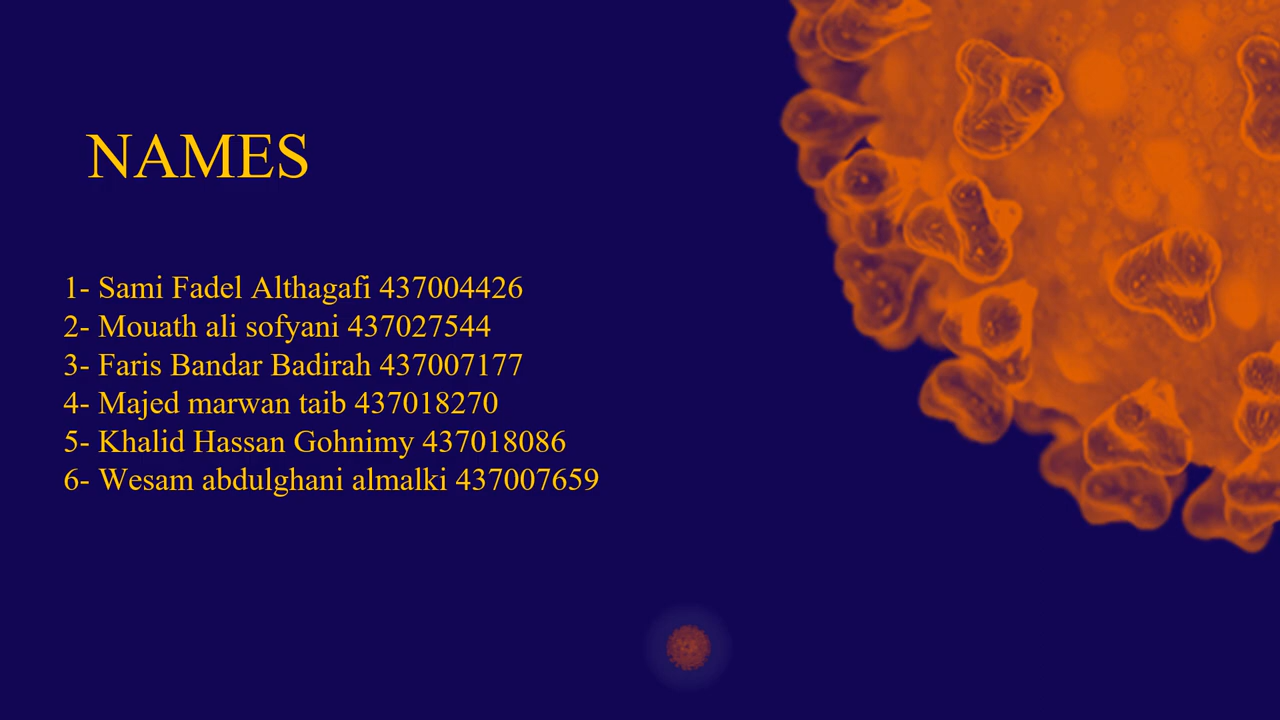 NAMES
1- Sami Fadel Althagafi 437004426
2- Mouath ali sofyani 437027544
3- Faris Bandar Badirah 437007177
4- Majed marwan taib 437018270
5- Khalid Hassan Gohnimy 437018086
6- Wesam abdulghani almalki 437007659